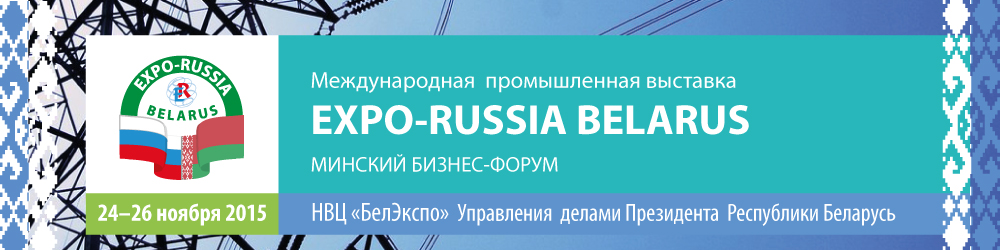 EXPO-RUSSIA
BELARUS
24–26 ноября 2015
Международная промышленная выставка
EXPO-RUSSIA BELARUS
МИНСКИЙ БИЗНЕС-ФОРУМ
НВЦ «БелЭкспо» Управления делами Президента Республики Беларусь